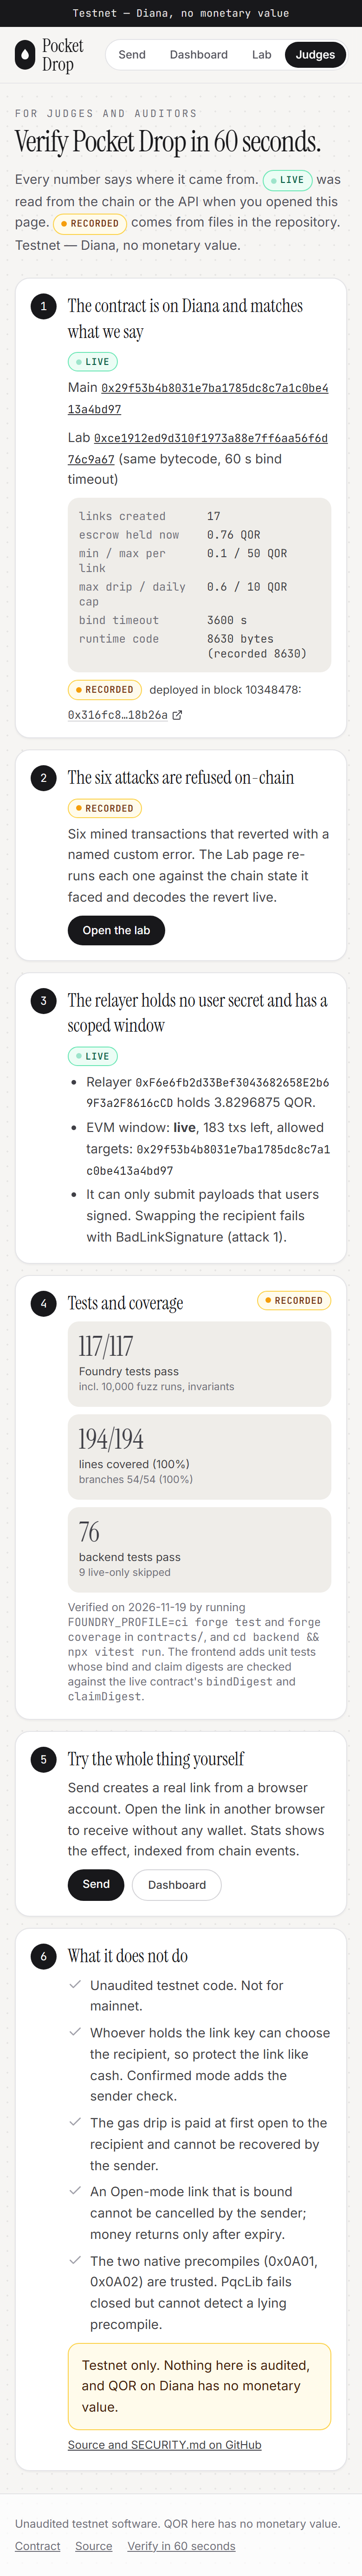 Testnet — Diana, no monetary value
Pocket
Drop
Send Dashboard Lab Judges
FOR JUDGES AND AUDITORS
Verify Pocket Drop in 60 seconds.
Every number says where it came from. LIVE was
read from the chain or the API when you opened this
page. RECORDED comes from files in the repository.
Testnet — Diana, no monetary value.
1 The contract is on Diana and matches
what we say
LIVE
Main 0x29f53b4b8031e7ba1785dc8c7a1c0be4
13a4bd97
Lab 0xce1912ed9d310f1973a88e7ff6aa56f6d
76c9a67 (same bytecode, 60 s bind
timeout)
links created 17
escrow held now 0.76 QOR
min / max per 0.1 / 50 QOR
link
max drip / daily 0.6 / 10 QOR
cap
bind timeout 3600 s
runtime code 8630 bytes
(recorded 8630)
RECORDED deployed in block 10348478:
0x316fc8…18b26a
2 The six attacks are refused on-chain
RECORDED
Six mined transactions that reverted with a
named custom error. The Lab page re-
runs each one against the chain state it
faced and decodes the revert live.
Open the lab
3 The relayer holds no user secret and has a
scoped window
LIVE
• Relayer 0xF6e6fb2d33Bef3043682658E2b6
9F3a2F8616cCD holds 3.8296875 QOR.
• EVM window: live, 183 txs left, allowed
targets: 0x29f53b4b8031e7ba1785dc8c7a1
c0be413a4bd97
• It can only submit payloads that users
signed. Swapping the recipient fails
with BadLinkSignature (attack 1).
4 Tests and coverage RECORDED
117/117
Foundry tests pass
incl. 10,000 fuzz runs, invariants
194/194
lines covered (100%)
branches 54/54 (100%)
76
backend tests pass
9 live-only skipped
Verified on 2026-11-19 by running
FOUNDRY_PROFILE=ci forge test and forge
coverage in contracts/, and cd backend &&
npx vitest run. The frontend adds unit tests
whose bind and claim digests are checked
against the live contract's bindDigest and
claimDigest.
5 Try the whole thing yourself
Send creates a real link from a browser
account. Open the link in another browser
to receive without any wallet. Stats shows
the effect, indexed from chain events.
Send Dashboard
6 What it does not do
Unaudited testnet code. Not for
mainnet.
Whoever holds the link key can choose
the recipient, so protect the link like
cash. Confirmed mode adds the
sender check.
The gas drip is paid at first open to the
recipient and cannot be recovered by
the sender.
An Open-mode link that is bound
cannot be cancelled by the sender;
money returns only after expiry.
The two native precompiles (0x0A01,
0x0A02) are trusted. PqcLib fails
closed but cannot detect a lying
precompile.
Testnet only. Nothing here is audited,
and QOR on Diana has no monetary
value.
Source and SECURITY.md on GitHub
Unaudited testnet software. QOR here has no monetary value.
Contract Source Verify in 60 seconds